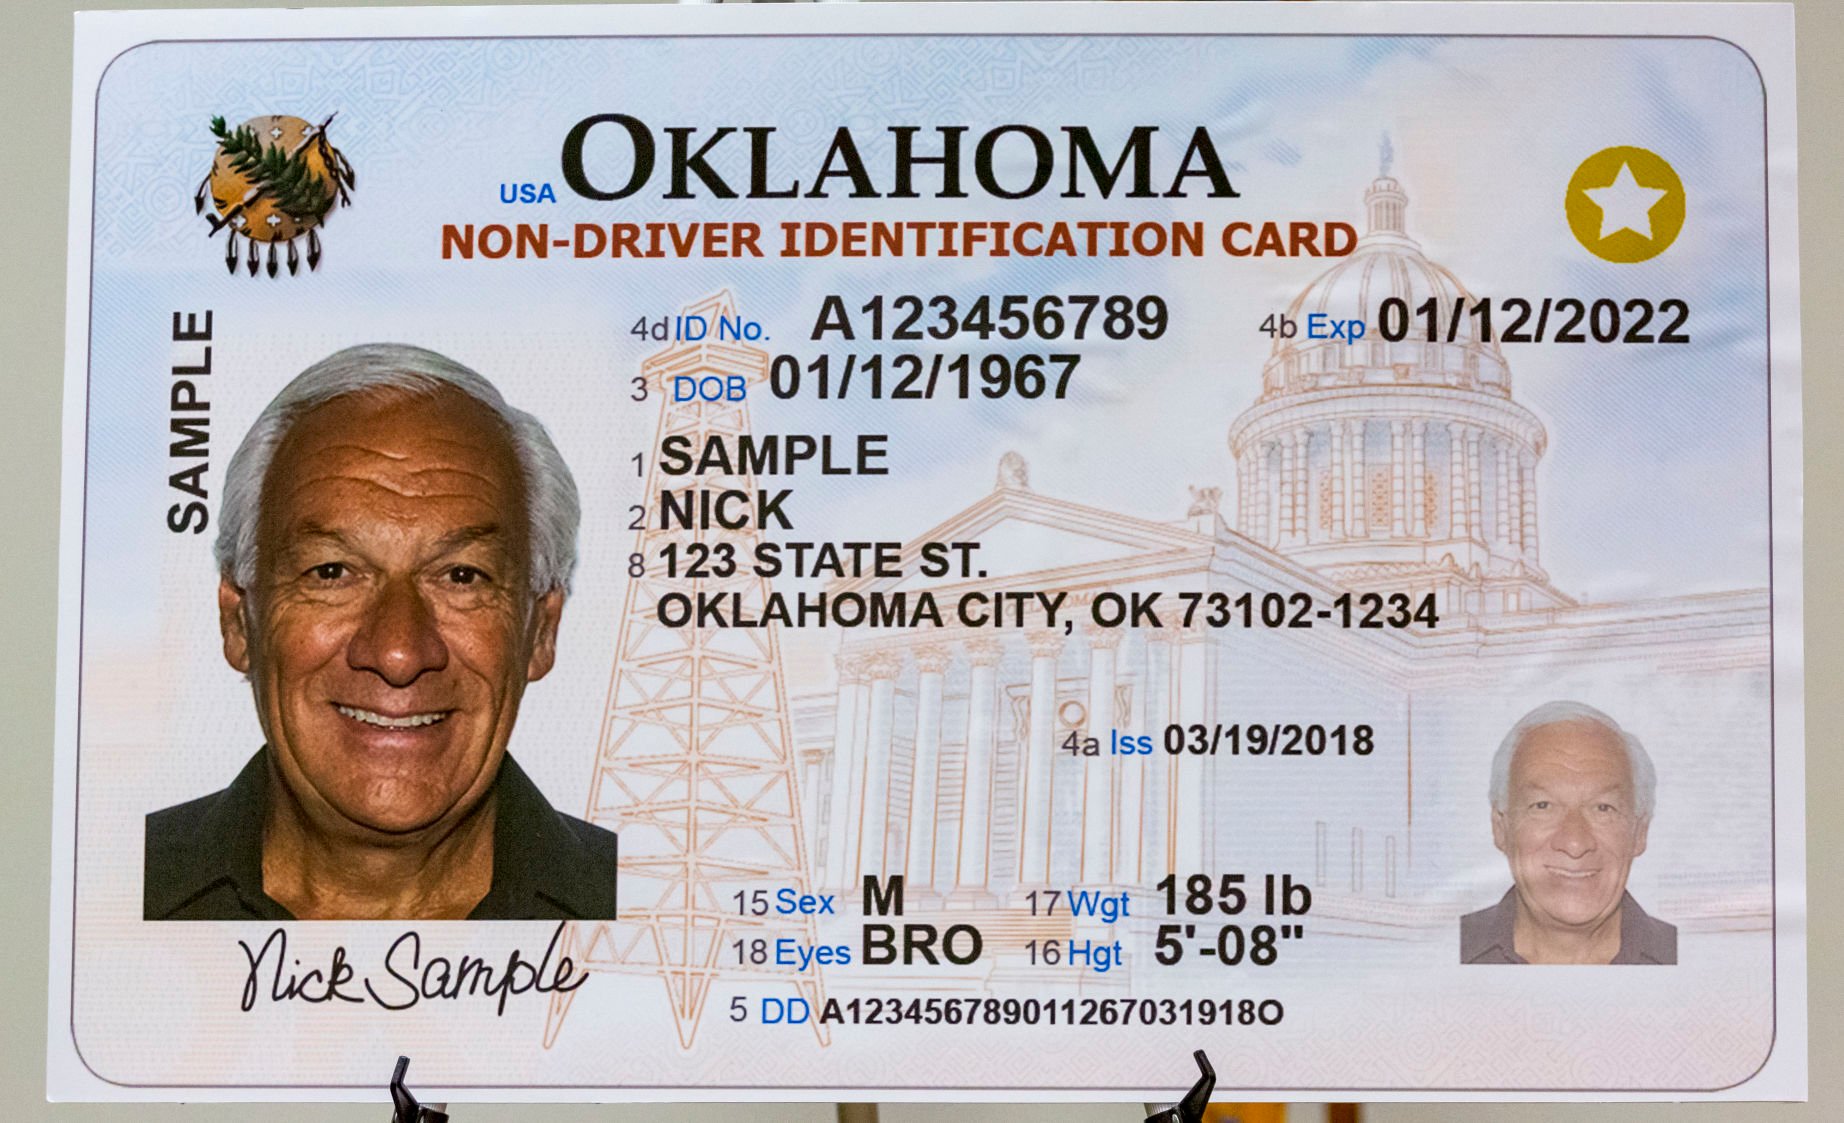 USA OKLAHOMA
NON-DRIVER IDENTIFICATION CARD
SAMPLE
4d ID No. A123456789
4b Exp 01/12/2022
3 DOB 01/12/1967
1 SAMPLE
2 NICK
8 123 STATE ST.
OKLAHOMA CITY, OK 73102-1234
4a Iss 03/19/2018
15 Sex M 17 Wgt 185 lb
18 Eyes BRO 16 Hgt 5'-08"
Nick Sample
5 DD A123456789011267031918O